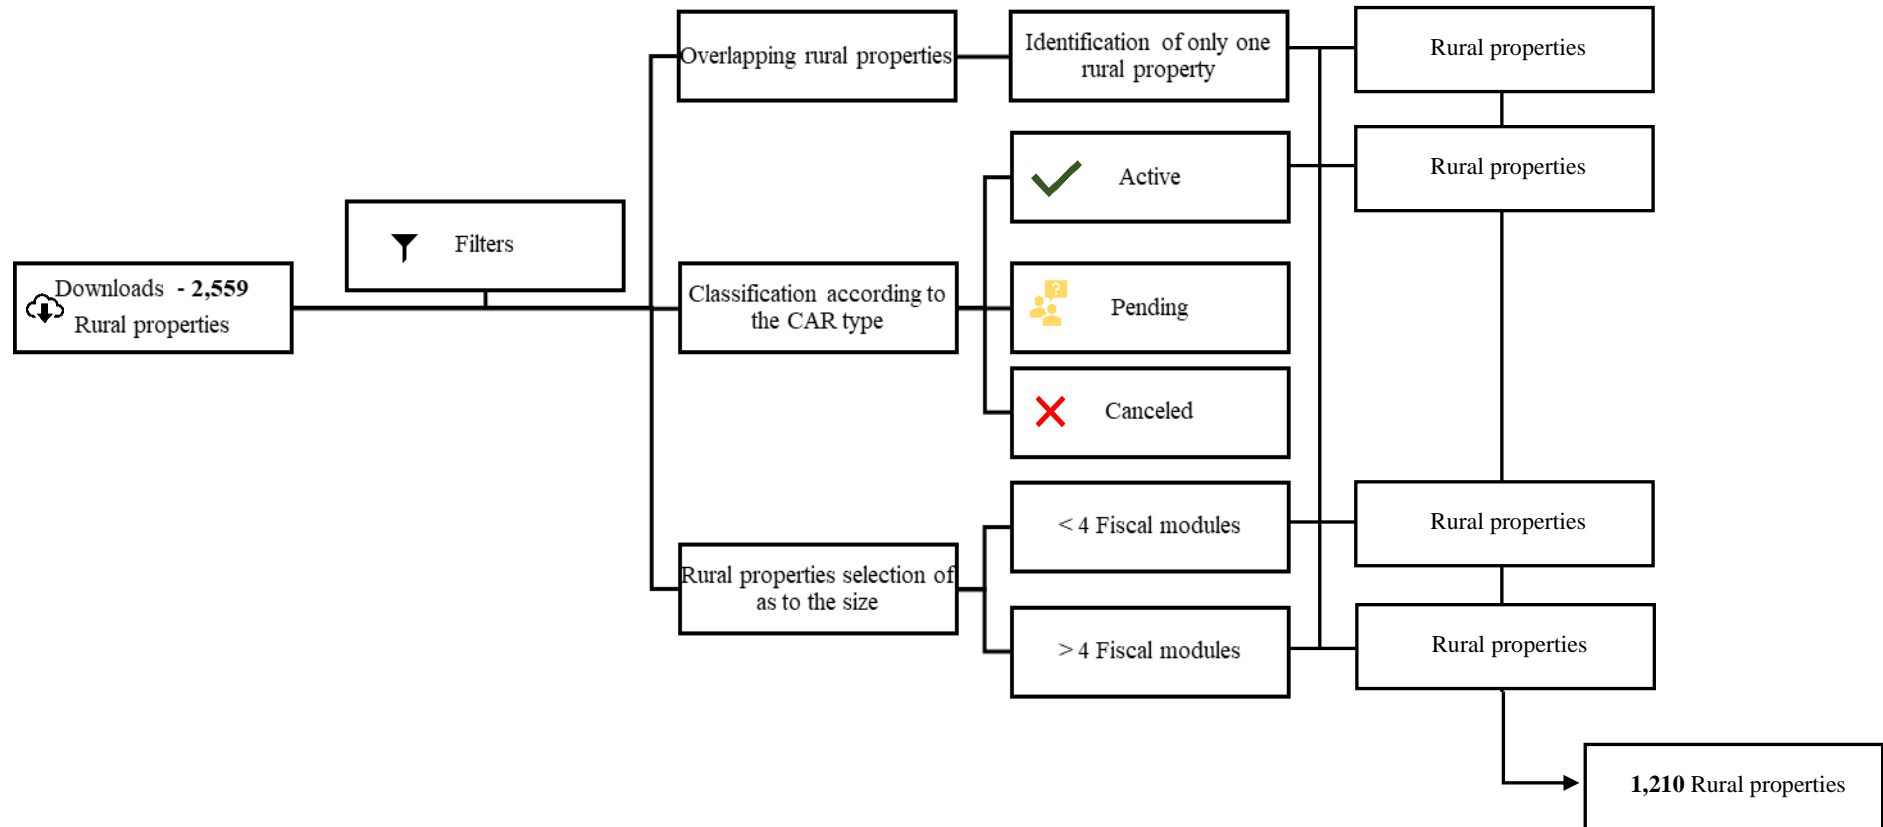 Downloads - 2,559
Rural properties
Filters
Overlapping rural properties
Identification of only one
rural property
Rural properties
Classification according to
the CAR type
Active
Rural properties
?
Pending
Canceled
Rural properties selection of
as to the size
< 4 Fiscal modules
Rural properties
> 4 Fiscal modules
Rural properties
1,210 Rural properties